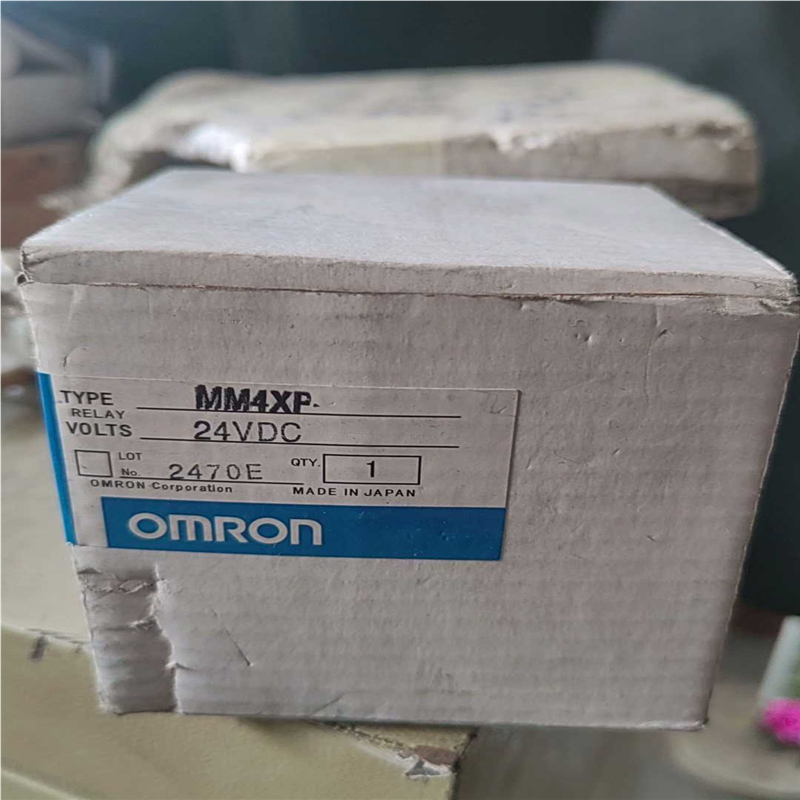 TYPE MM4XP
RELAY
VOLTS 24VDC
LOT No. 2470E QTY. 1
OMRON Corporation MADE IN JAPAN
OMRON